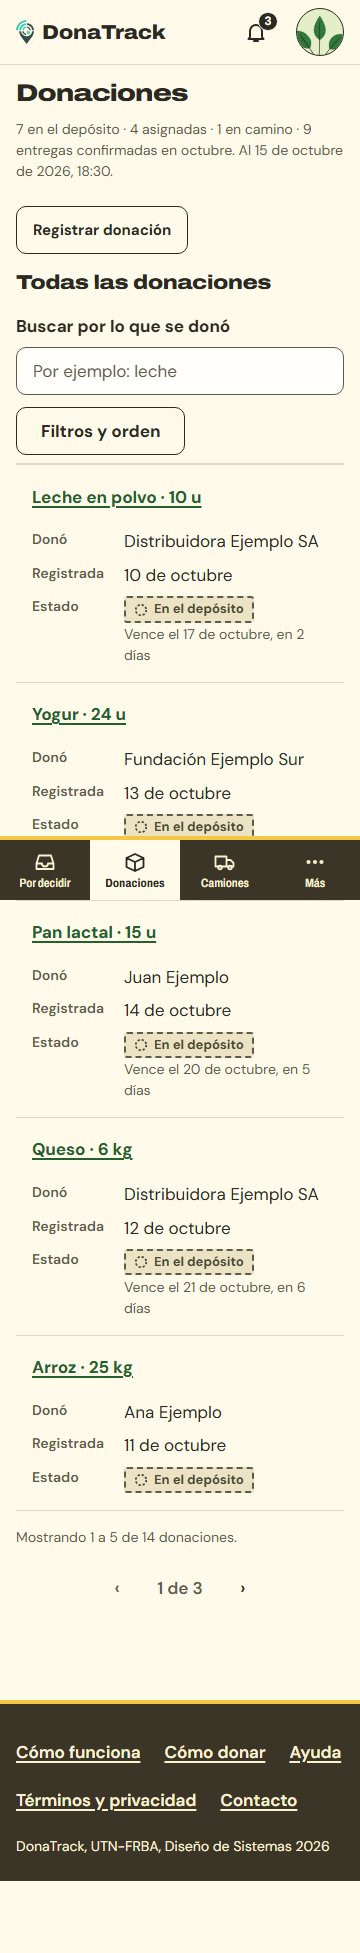 DonaTrack
3
Donaciones
7 en el depósito · 4 asignadas · 1 en camino · 9
entregas confirmadas en octubre. Al 15 de octubre
de 2026, 18:30.
Registrar donación
Todas las donaciones
Buscar por lo que se donó
Por ejemplo: leche
Filtros y orden
Leche en polvo · 10 u
Donó Distribuidora Ejemplo SA
Registrada 10 de octubre
Estado En el depósito
Vence el 17 de octubre, en 2
días
Yogur · 24 u
Donó Fundación Ejemplo Sur
Registrada 13 de octubre
Estado En el depósito
Por decidir Donaciones Camiones Más
Pan lactal · 15 u
Donó Juan Ejemplo
Registrada 14 de octubre
Estado En el depósito
Vence el 20 de octubre, en 5
días
Queso · 6 kg
Donó Distribuidora Ejemplo SA
Registrada 12 de octubre
Estado En el depósito
Vence el 21 de octubre, en 6
días
Arroz · 25 kg
Donó Ana Ejemplo
Registrada 11 de octubre
Estado En el depósito
Mostrando 1 a 5 de 14 donaciones.
‹ 1 de 3 ›
Cómo funciona Cómo donar Ayuda
Términos y privacidad Contacto
DonaTrack, UTN-FRBA, Diseño de Sistemas 2026